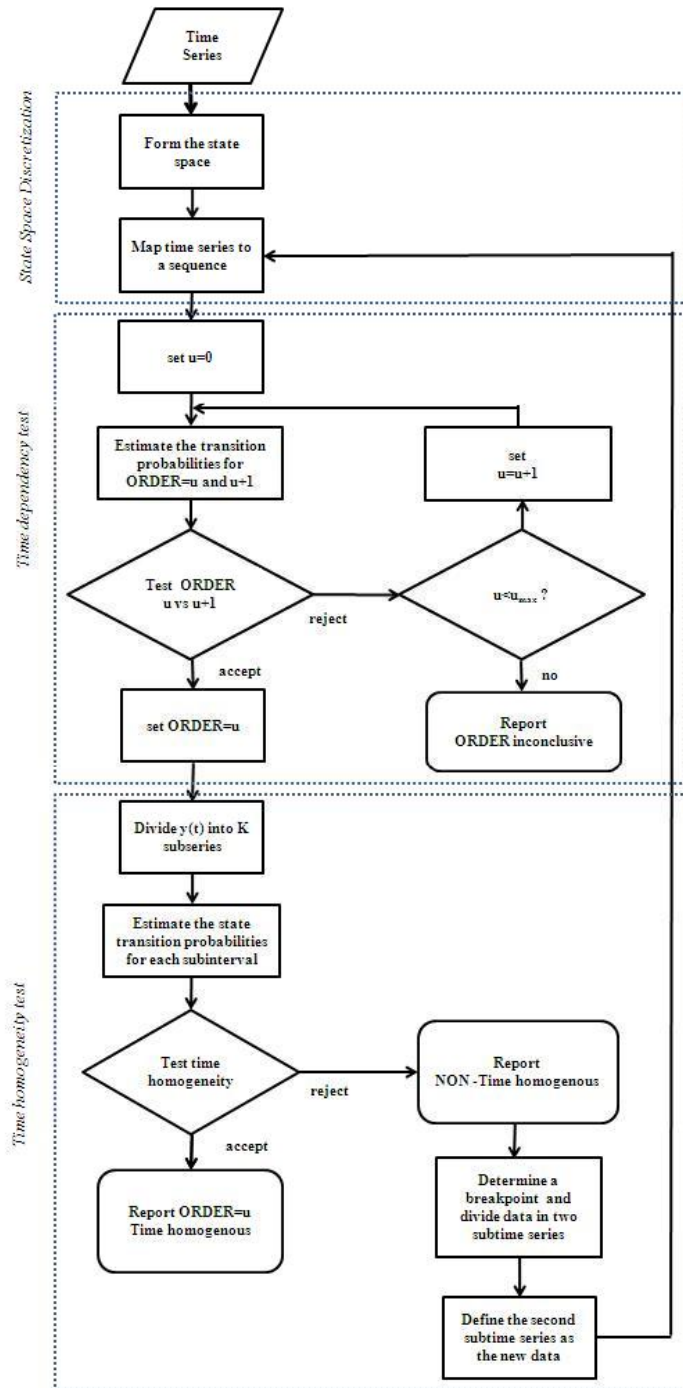 Time
Series
State Space Discretization
Form the state
space
Map time series to
a sequence
Time dependency test
set u=0
Estimate the transition
probabilities for
ORDER=u and u+1
set
u=u+1
Test ORDER
u vs u+1
reject
u<umax ?
accept
no
set ORDER=u
Report
ORDER inconclusive
Time homogeneity test
Divide y(t) into K
subseries
Estimate the state
transition probabilities
for each subinterval
Test time
homogeneity
reject
Report
NON -Time homogenous
accept
Report ORDER=u
Time homogenous
Determine a
breakpoint and
divide data in two
subtime series
Define the second
subtime series as
the new data